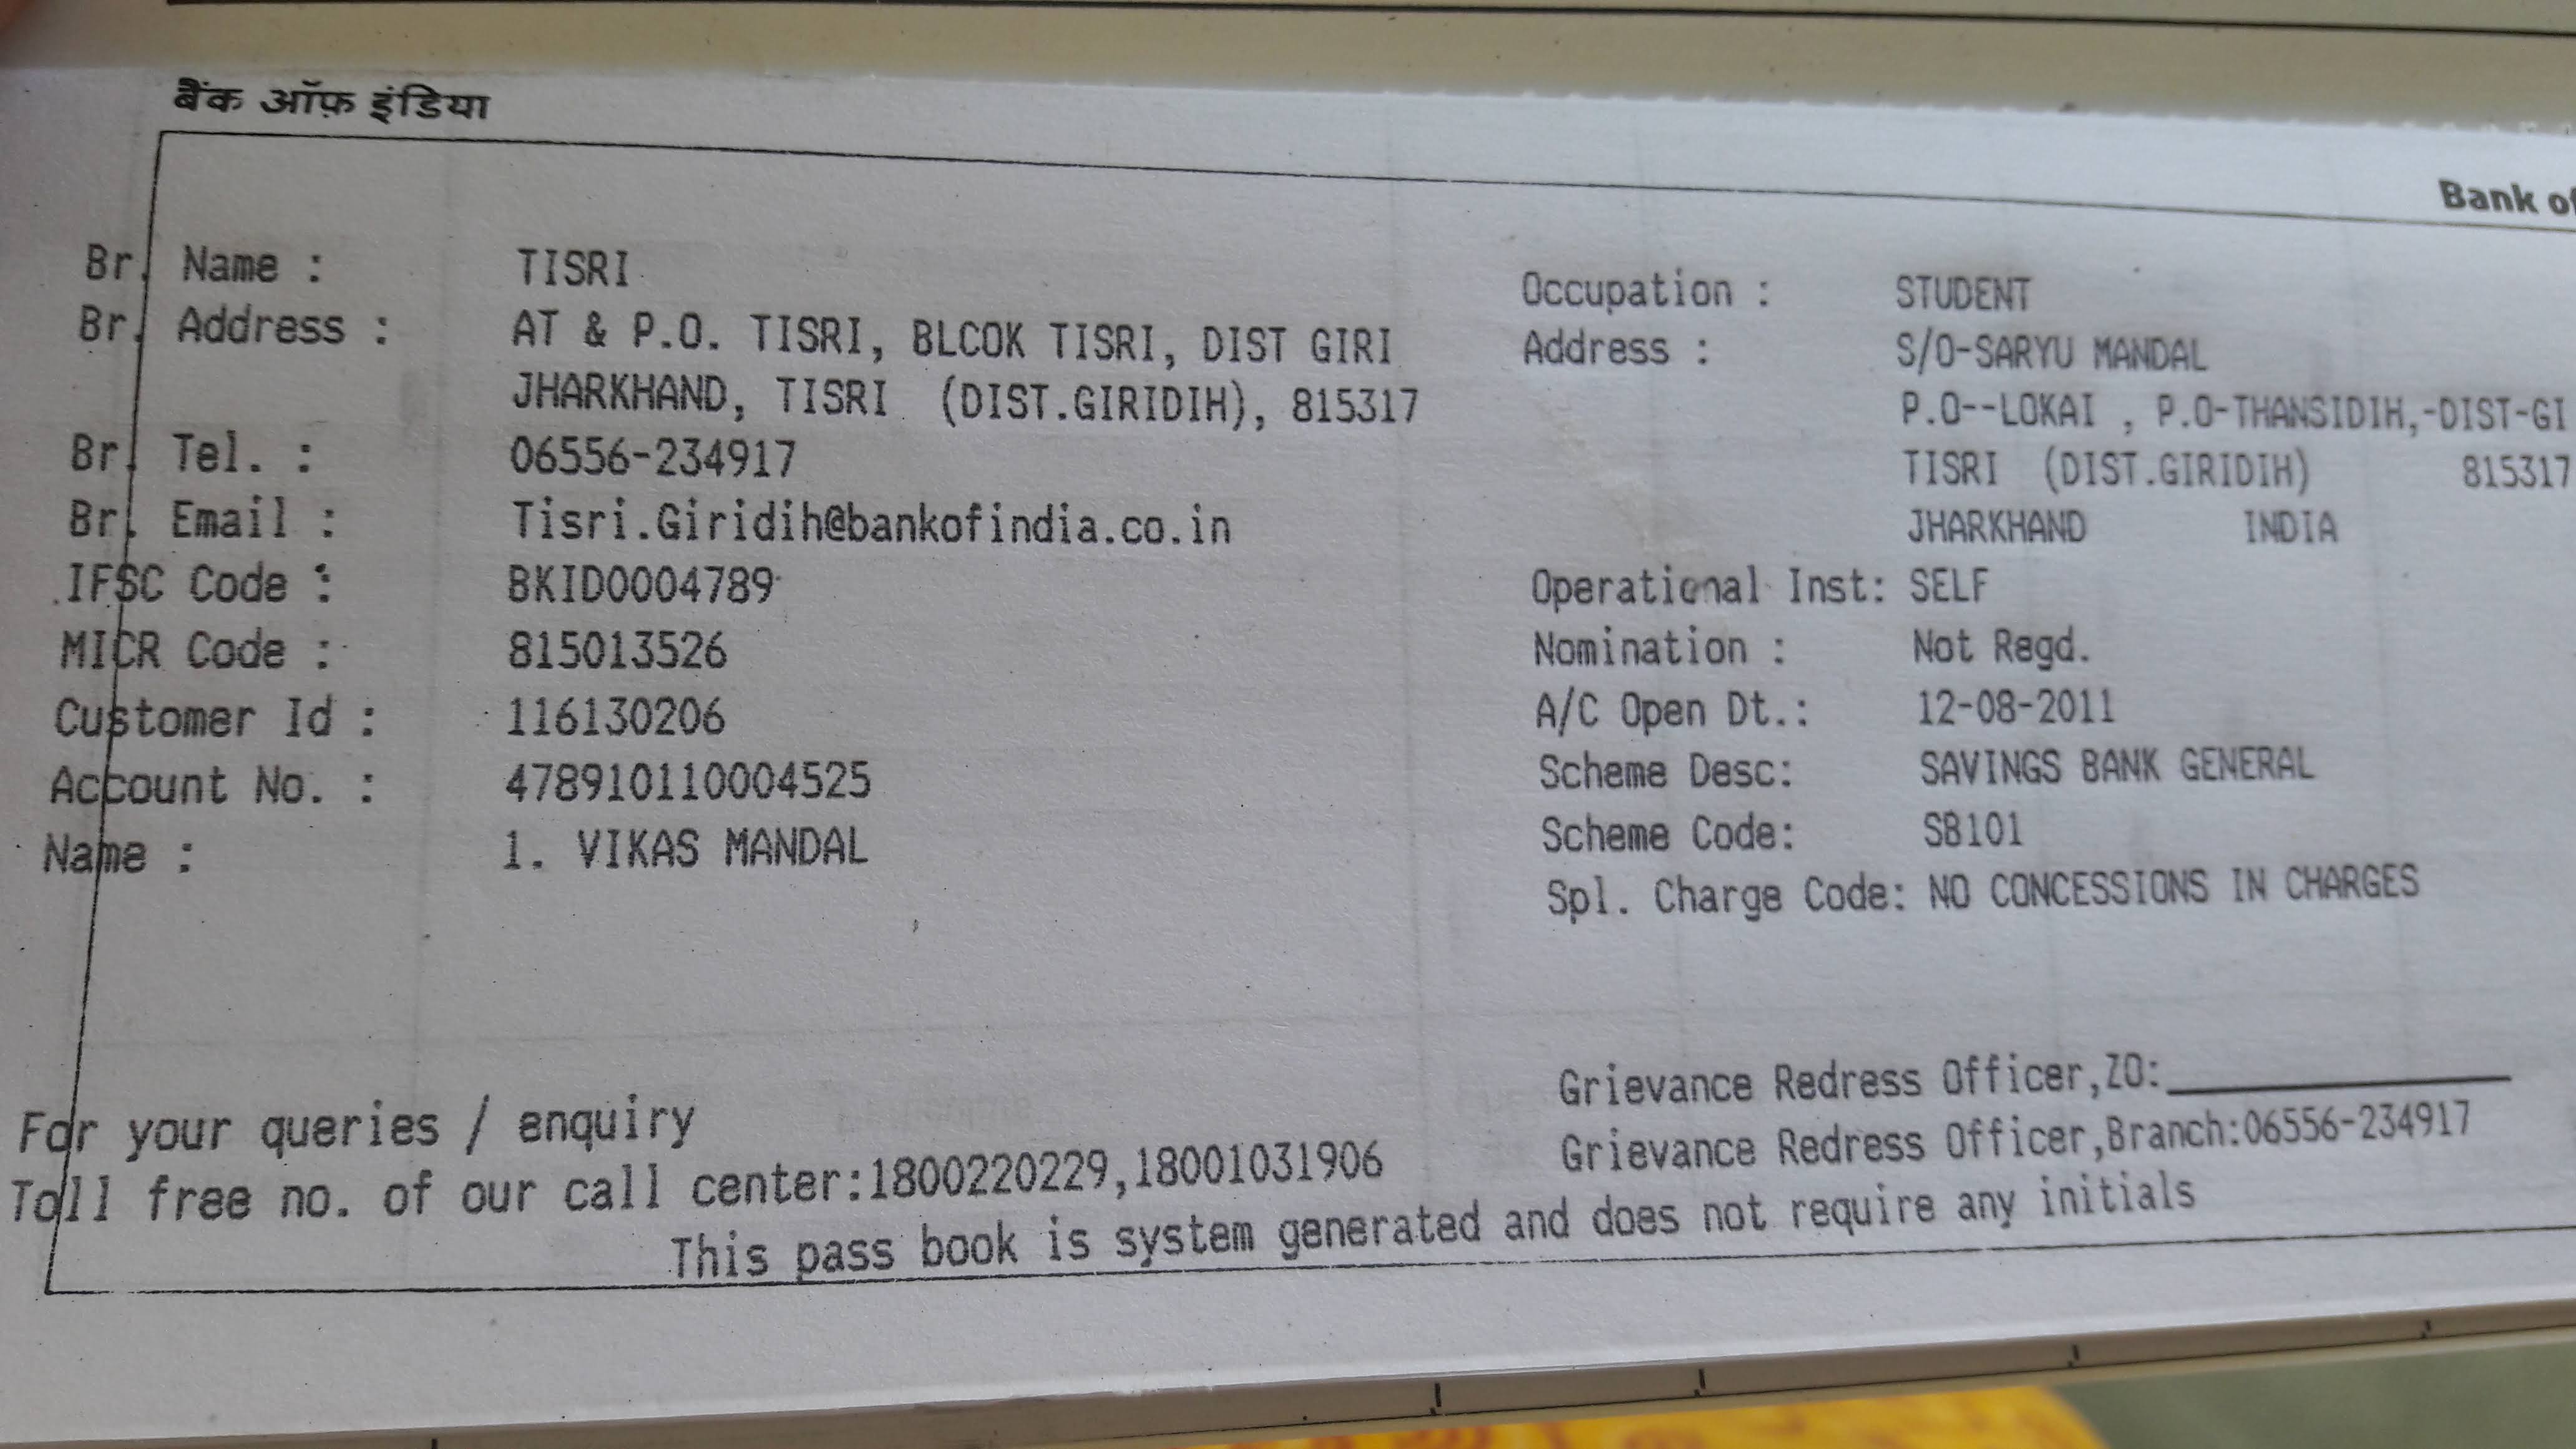 बैंक ऑफ़ इंडिया
Bank of
Br. Name : TISRI
Br. Address : AT & P.O. TISRI, BLCOK TISRI, DIST GIRI
JHARKHAND, TISRI (DIST.GIRIDIH), 815317
Br. Tel. : 06556-234917
Br. Email : Tisri.Giridih@bankofindia.co.in
IFSC Code : BKID0004789
MICR Code : 815013526
Customer Id : 116130206
Account No. : 478910110004525
Name : 1. VIKAS MANDAL
Occupation : STUDENT
Address : S/O-SARYU MANDAL
P.O--LOKAI , P.O-THANSIDIH,-DIST-GI
TISRI (DIST.GIRIDIH) 815317
JHARKHAND INDIA
Operational Inst: SELF
Nomination : Not Regd.
A/C Open Dt.: 12-08-2011
Scheme Desc: SAVINGS BANK GENERAL
Scheme Code: SB101
Spl. Charge Code: NO CONCESSIONS IN CHARGES
For your queries / enquiry
Toll free no. of our call center:1800220229,18001031906
Grievance Redress Officer,ZO:
Grievance Redress Officer,Branch:06556-234917
This pass book is system generated and does not require any initials